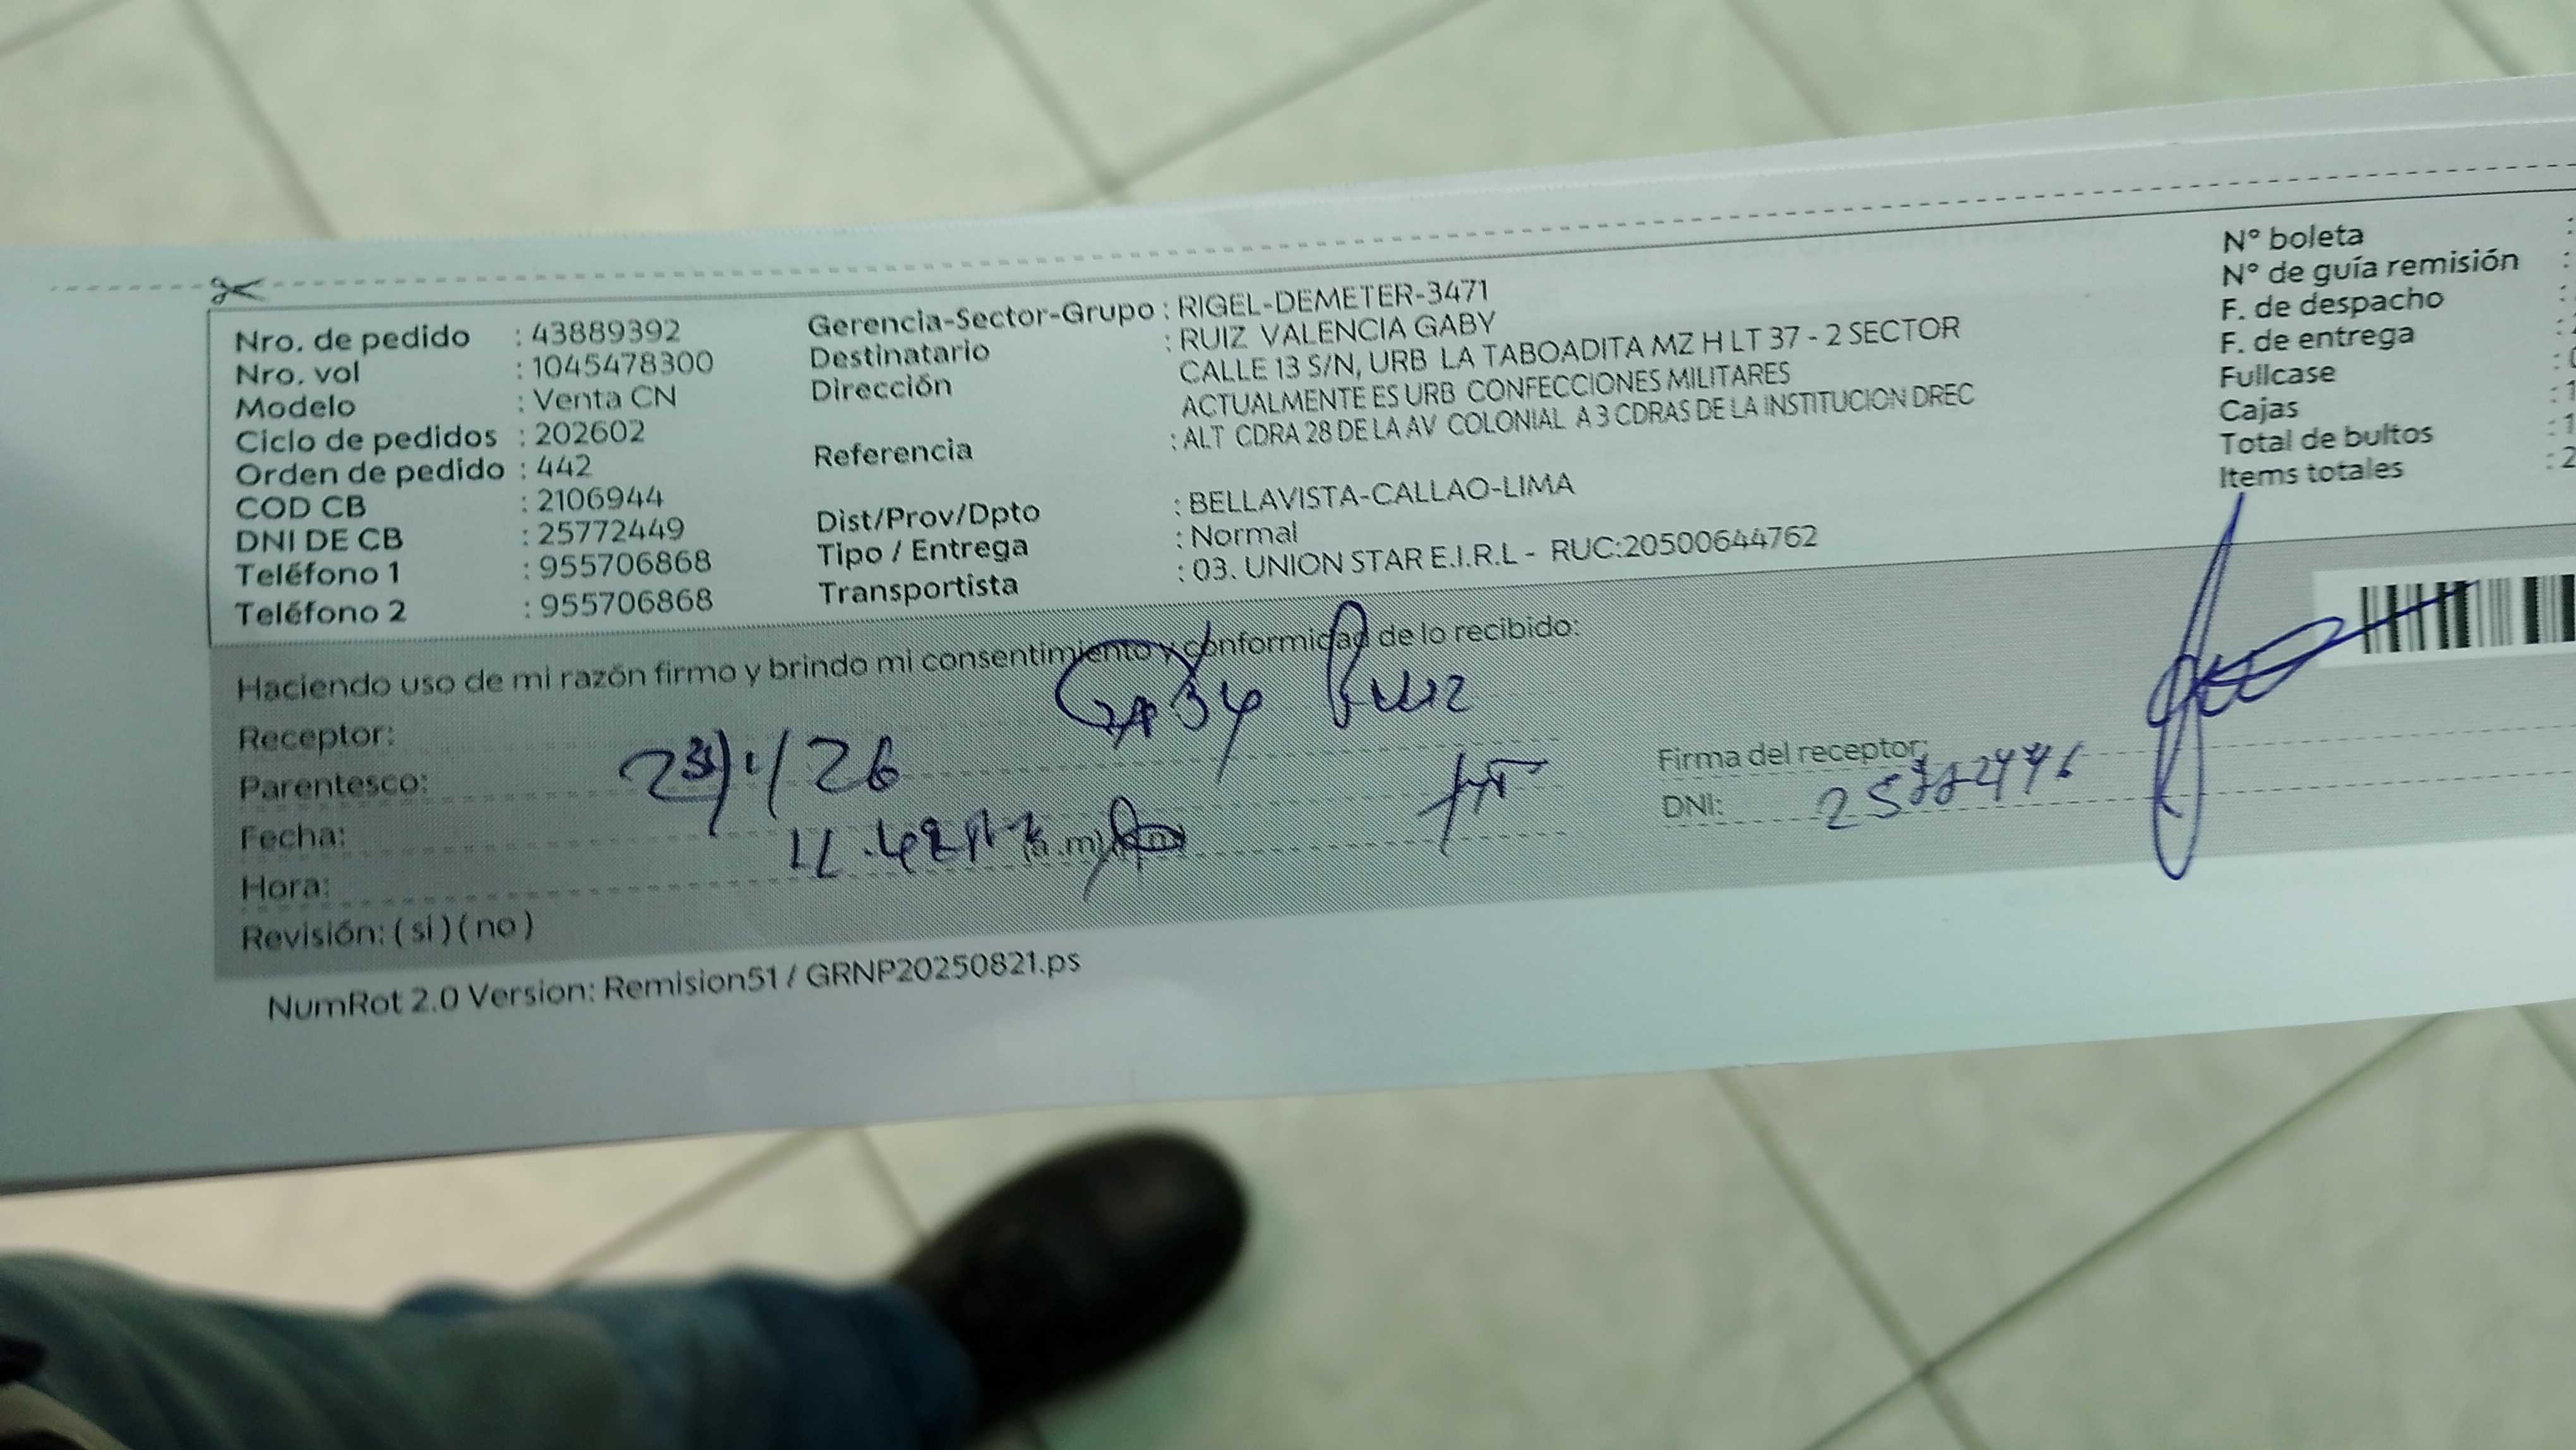 Nro. de pedido : 43889392
Nro. vol : 1045478300
Modelo : Venta CN
Ciclo de pedidos : 202602
Orden de pedido : 442
COD CB : 2106944
DNI DE CB : 25772449
Teléfono 1 : 955706868
Teléfono 2 : 955706868
Gerencia-Sector-Grupo : RIGEL-DEMETER-3471
Destinatario : RUIZ VALENCIA GABY
Dirección CALLE 13 S/N, URB LA TABOADITA MZ H LT 37 - 2 SECTOR
ACTUALMENTE ES URB CONFECCIONES MILITARES
Referencia : ALT CDRA 28 DE LA AV COLONIAL A 3 CDRAS DE LA INSTITUCION DREC
Dist/Prov/Dpto : BELLAVISTA-CALLAO-LIMA
Tipo / Entrega : Normal
Transportista : 03. UNION STAR E.I.R.L - RUC:20500644762
N° boleta :
N° de guía remisión :
F. de despacho :
F. de entrega :
Fullcase :
Cajas : 1
Total de bultos : 1
Items totales : 2
Haciendo uso de mi razón firmo y brindo mi consentimiento y conformidad de lo recibido:
Receptor: Gaby Ruiz
Parentesco:
Fecha:
Hora: (a.m)
Revisión: ( si ) ( no )
Firma del receptor:
DNI:
NumRot 2.0 Version: Remision51 / GRNP20250821.ps